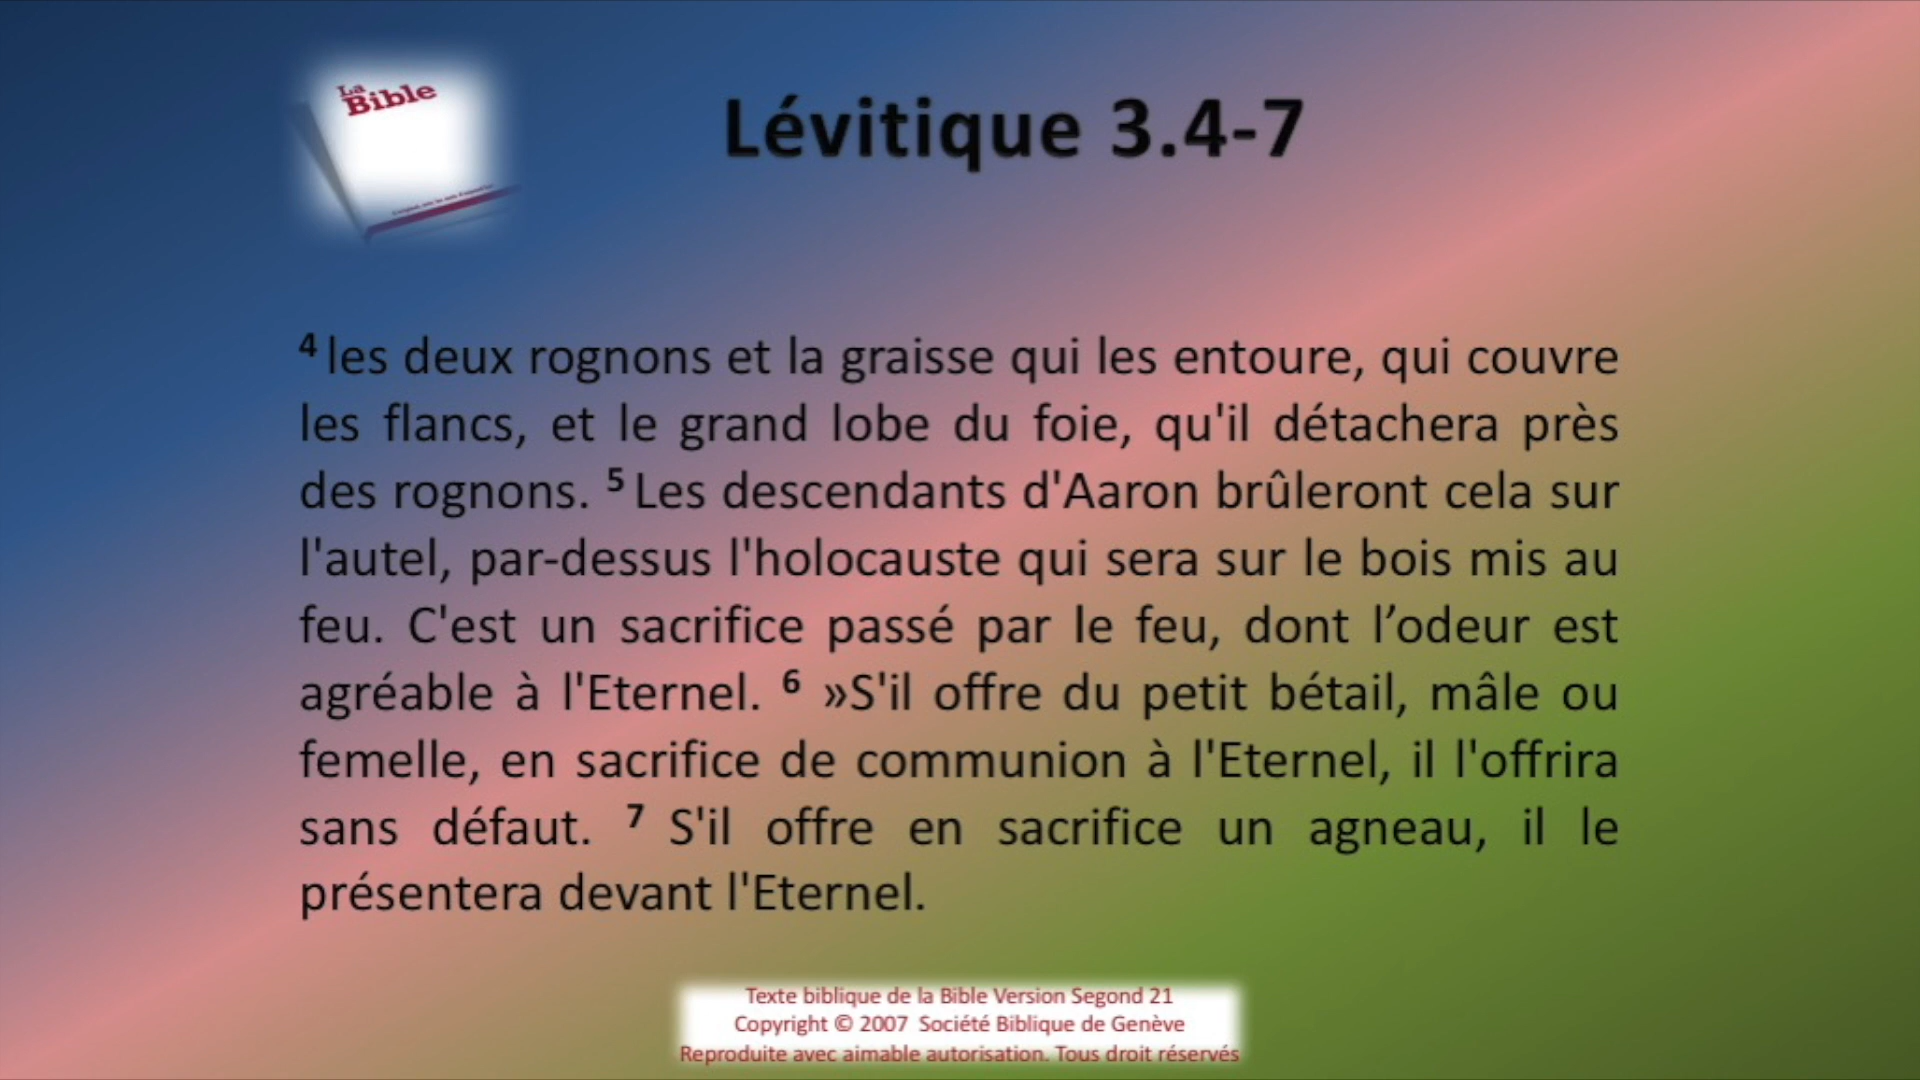 La
Bible
Lévitique 3.4-7
4 les deux rognons et la graisse qui les entoure, qui couvre
les flancs, et le grand lobe du foie, qu'il détachera près
des rognons. 5 Les descendants d'Aaron brûleront cela sur
l'autel, par-dessus l'holocauste qui sera sur le bois mis au
feu. C'est un sacrifice passé par le feu, dont l’odeur est
agréable à l'Eternel. 6 »S'il offre du petit bétail, mâle ou
femelle, en sacrifice de communion à l'Eternel, il l'offrira
sans défaut. 7 S'il offre en sacrifice un agneau, il le
présentera devant l'Eternel.
Texte biblique de la Bible Version Segond 21
Copyright © 2007 Société Biblique de Genève
Reproduite avec aimable autorisation. Tous droit réservés